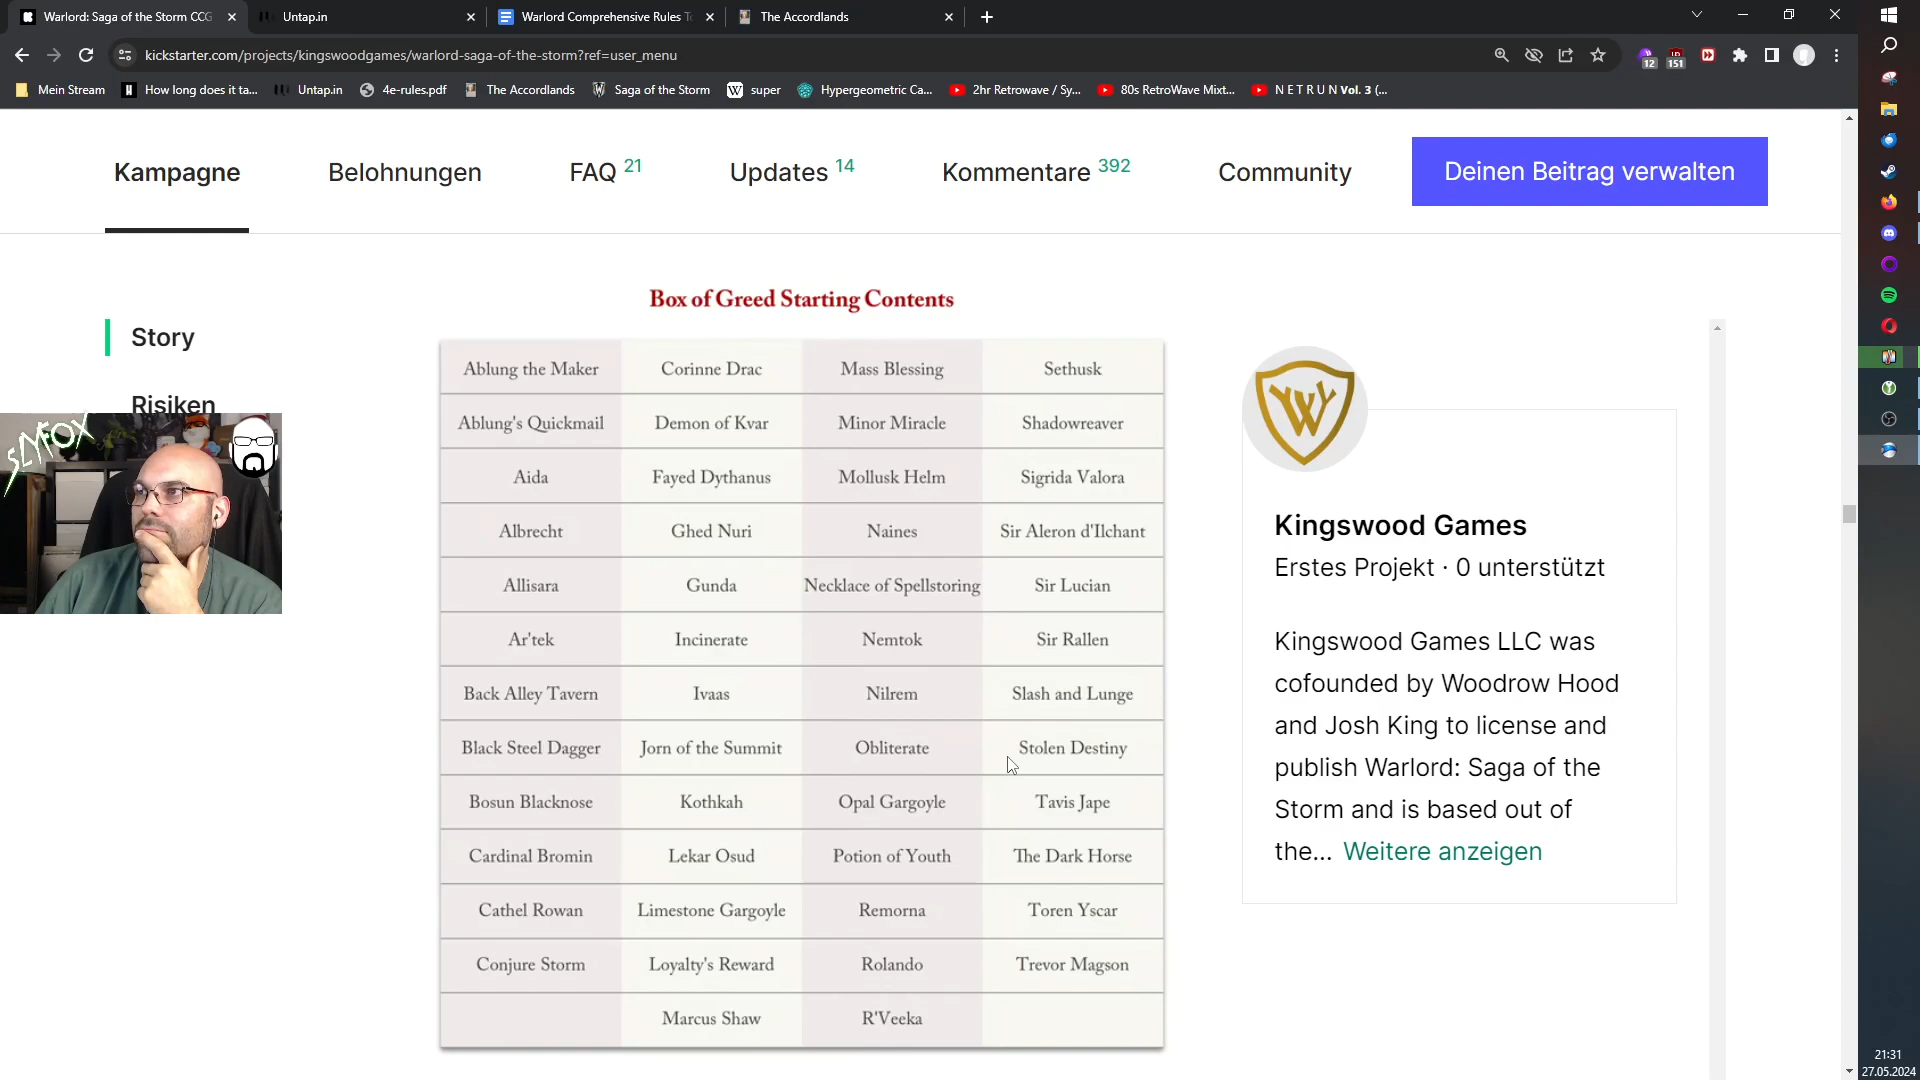 Warlord: Saga of the Storm CCG
Untap.in
Warlord Comprehensive Rules To
The Accordlands
kickstarter.com/projects/kingswoodgames/warlord-saga-of-the-storm?ref=user_menu
12
151
Mein Stream
How long does it ta...
Untap.in
4e-rules.pdf
The Accordlands
Saga of the Storm
super
Hypergeometric Ca...
2hr Retrowave / Sy...
80s RetroWave Mixt...
N E T R U N Vol. 3 (...
Kampagne
Belohnungen
FAQ 21
Updates 14
Kommentare 392
Community
Deinen Beitrag verwalten
Story
Risiken
SLYFOX
Box of Greed Starting Contents
Ablung the Maker Corinne Drac Mass Blessing Sethusk
Ablung's Quickmail Demon of Kvar Minor Miracle Shadowreaver
Aida Fayed Dythanus Mollusk Helm Sigrida Valora
Albrecht Ghed Nuri Naines Sir Aleron d'Ilchant
Allisara Gunda Necklace of Spellstoring Sir Lucian
Ar'tek Incinerate Nemtok Sir Rallen
Back Alley Tavern Ivaas Nilrem Slash and Lunge
Black Steel Dagger Jorn of the Summit Obliterate Stolen Destiny
Bosun Blacknose Kothkah Opal Gargoyle Tavis Jape
Cardinal Bromin Lekar Osud Potion of Youth The Dark Horse
Cathel Rowan Limestone Gargoyle Remorna Toren Yscar
Conjure Storm Loyalty's Reward Rolando Trevor Magson
Marcus Shaw R'Veeka
Kingswood Games
Erstes Projekt · 0 unterstützt
Kingswood Games LLC was
cofounded by Woodrow Hood
and Josh King to license and
publish Warlord: Saga of the
Storm and is based out of
the... Weitere anzeigen
21:31
27.05.2024